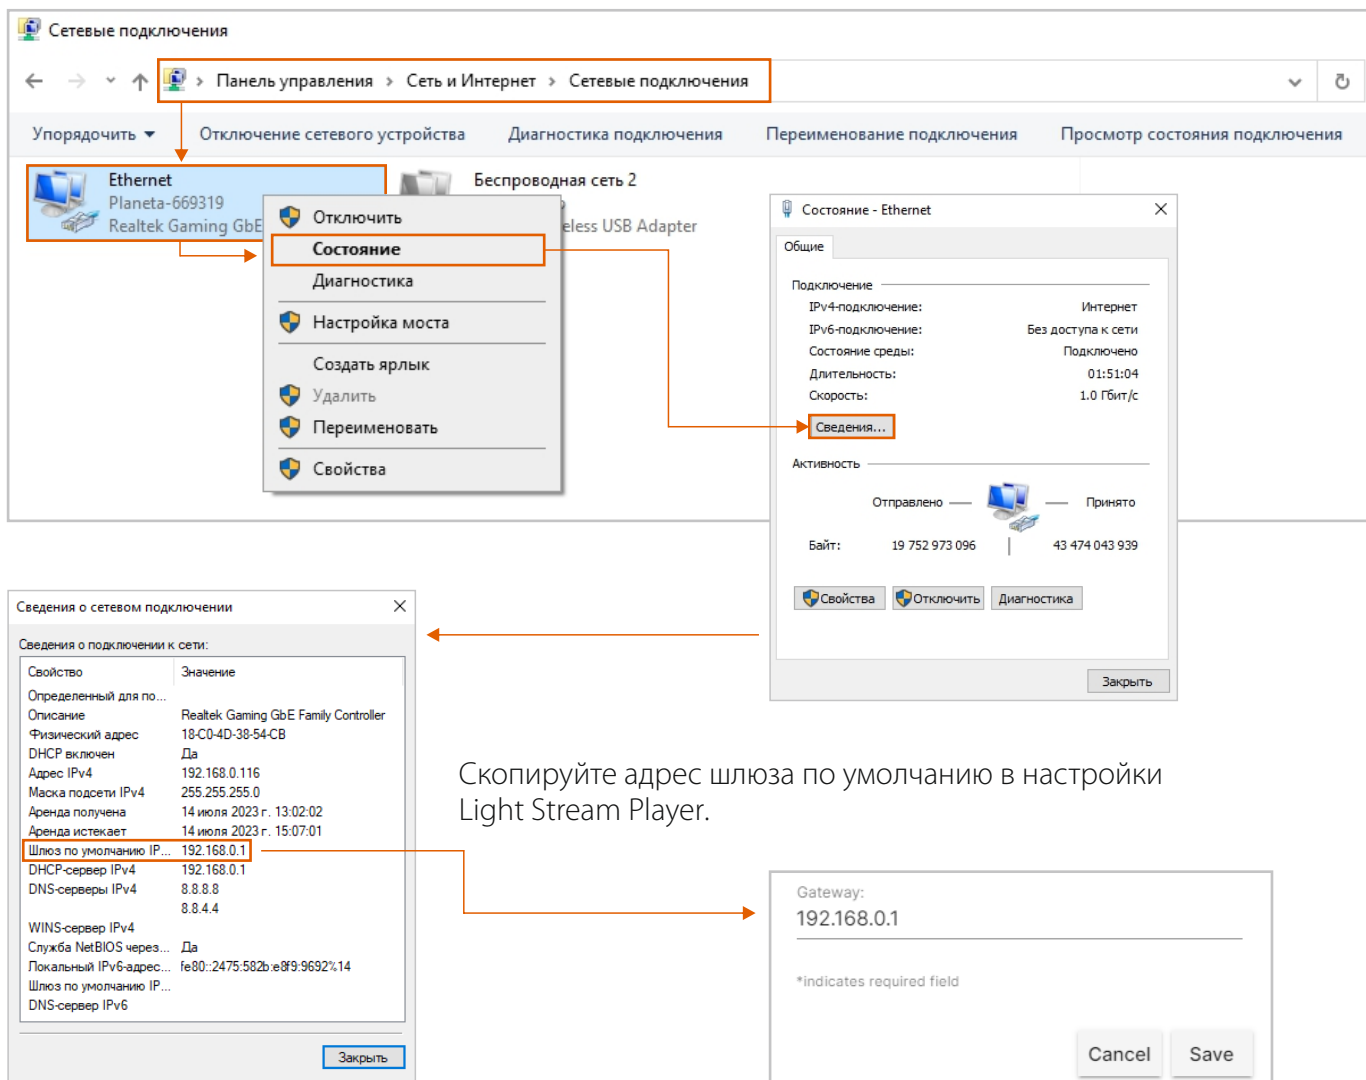 Сетевые подключения
Панель управления > Сеть и Интернет > Сетевые подключения
Упорядочить Отключение сетевого устройства Диагностика подключения Переименование подключения Просмотр состояния подключения
Ethernet
Planeta-669319
Realtek Gaming GbE
Беспроводная сеть 2
eless USB Adapter
Отключить
Состояние
Диагностика
Настройка моста
Создать ярлык
Удалить
Переименовать
Свойства
Состояние - Ethernet
Общие
Подключение
IPv4-подключение: Интернет
IPv6-подключение: Без доступа к сети
Состояние среды: Подключено
Длительность: 01:51:04
Скорость: 1.0 Гбит/с
Сведения...
Активность
Отправлено — Принято
Байт: 19 752 973 096 43 474 043 939
Свойства Отключить Диагностика
Закрыть
Сведения о сетевом подключении
Сведения о подключении к сети:
Свойство Значение
Определенный для по...
Описание Realtek Gaming GbE Family Controller
Физический адрес 18-C0-4D-38-54-CB
DHCP включен Да
Адрес IPv4 192.168.0.116
Маска подсети IPv4 255.255.255.0
Аренда получена 14 июля 2023 г. 13:02:02
Аренда истекает 14 июля 2023 г. 15:07:01
Шлюз по умолчанию IP... 192.168.0.1
DHCP-сервер IPv4 192.168.0.1
DNS-серверы IPv4 8.8.8.8
8.8.4.4
WINS-сервер IPv4
Служба NetBIOS через... Да
Локальный IPv6-адрес... fe80::2475:582b:e8f9:9692%14
Шлюз по умолчанию IP...
DNS-сервер IPv6
Закрыть
Скопируйте адрес шлюза по умолчанию в настройки
Light Stream Player.
Gateway:
192.168.0.1
*indicates required field
Cancel Save